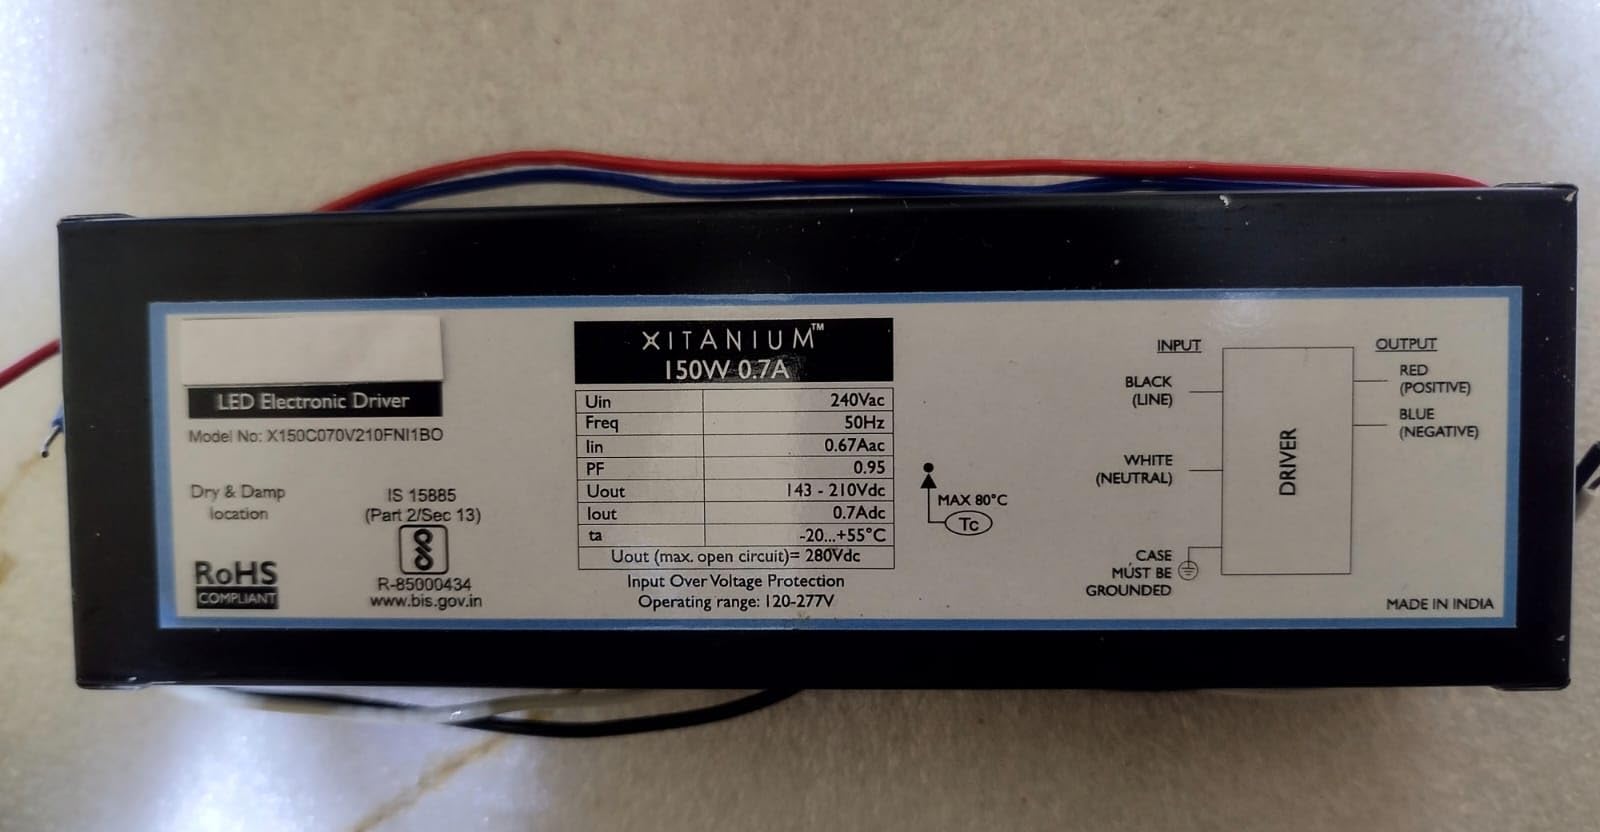 LED Electronic Driver
Model No: X150C070V210FNI1BO
Dry & Damp
location
IS 15885
(Part 2/Sec 13)
R-85000434
www.bis.gov.in
RoHS
COMPLIANT
XITANIUM™
150W 0.7A
Uin 240Vac
Freq 50Hz
Iin 0.67Aac
PF 0.95
Uout 143 - 210Vdc
Iout 0.7Adc
ta -20...+55°C
Uout (max. open circuit)= 280Vdc
Input Over Voltage Protection
Operating range: 120-277V
MAX 80°C
Tc
INPUT
BLACK
(LINE)
WHITE
(NEUTRAL)
CASE
MUST BE
GROUNDED
DRIVER
OUTPUT
RED
(POSITIVE)
BLUE
(NEGATIVE)
MADE IN INDIA